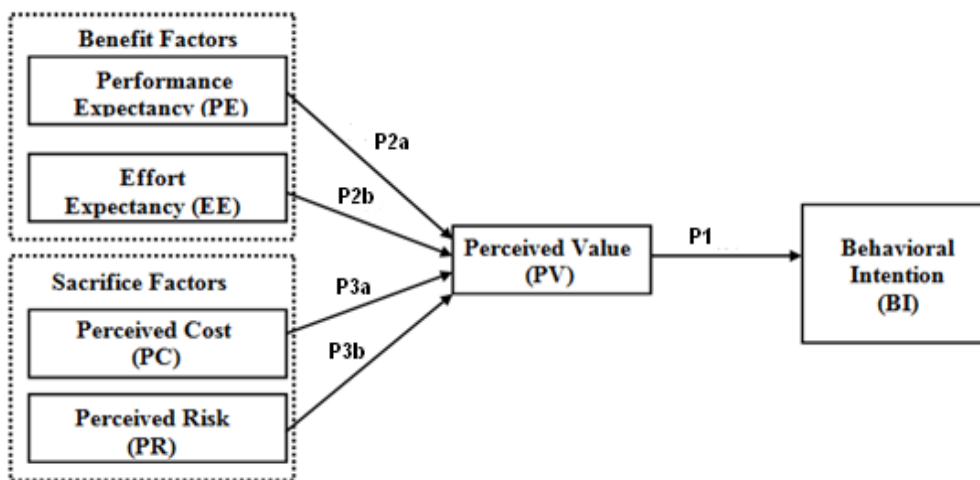 Benefit Factors
Performance
Expectancy (PE)
P2a
Effort
Expectancy (EE)
P2b
Sacrifice Factors
Perceived Cost
(PC)
P3a
Perceived Risk
(PR)
P3b
Perceived Value
(PV)
P1
Behavioral
Intention
(BI)